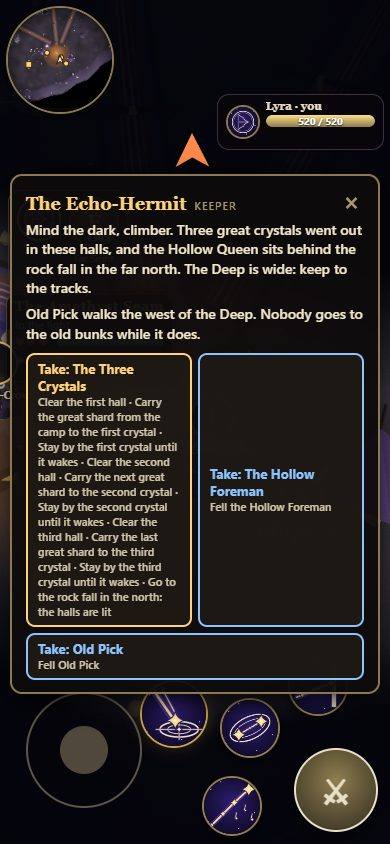 Lyra · you
520 / 520
The Echo-Hermit KEEPER ×
Mind the dark, climber. Three great crystals went out
in these halls, and the Hollow Queen sits behind the
rock fall in the far north. The Deep is wide: keep to
the tracks.
Old Pick walks the west of the Deep. Nobody goes to
the old bunks while it does.
Take: The Three
Crystals
Clear the first hall · Carry
the great shard from the
camp to the first crystal ·
Stay by the first crystal until
it wakes · Clear the second
hall · Carry the next great
shard to the second crystal ·
Stay by the second crystal
until it wakes · Clear the
third hall · Carry the last
great shard to the third
crystal · Stay by the third
crystal until it wakes · Go to
the rock fall in the north:
the halls are lit
Take: The Hollow
Foreman
Fell the Hollow Foreman
Take: Old Pick
Fell Old Pick